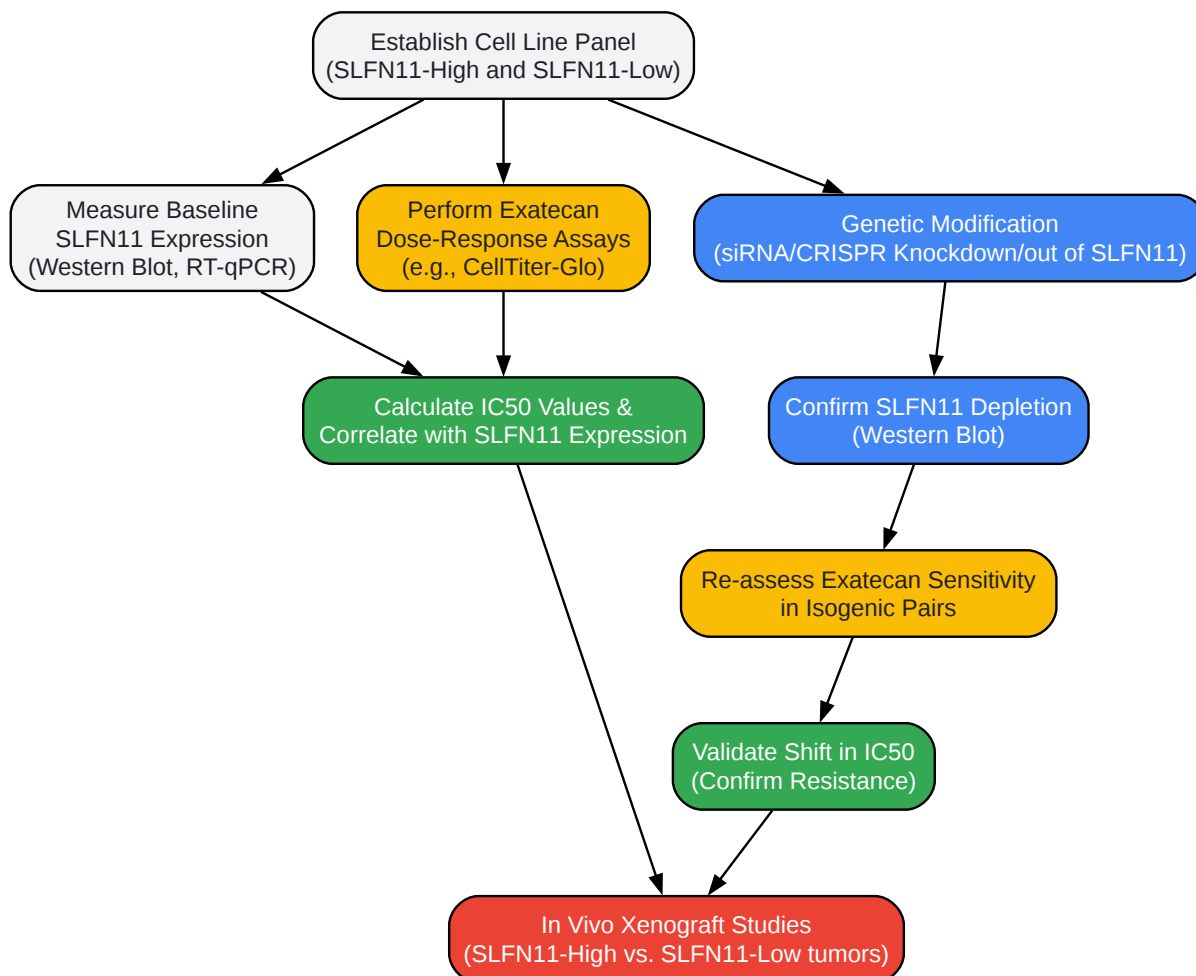 Establish Cell Line Panel
(SLFN11-High and SLFN11-Low)
Measure Baseline
SLFN11 Expression
(Western Blot, RT-qPCR)
Perform Exatecan
Dose-Response Assays
(e.g., CellTiter-Glo)
Genetic Modification
(siRNA/CRISPR Knockdown/out of SLFN11)
Calculate IC50 Values &
Correlate with SLFN11 Expression
Confirm SLFN11 Depletion
(Western Blot)
Re-assess Exatecan Sensitivity
in Isogenic Pairs
Validate Shift in IC50
(Confirm Resistance)
In Vivo Xenograft Studies
(SLFN11-High vs. SLFN11-Low tumors)